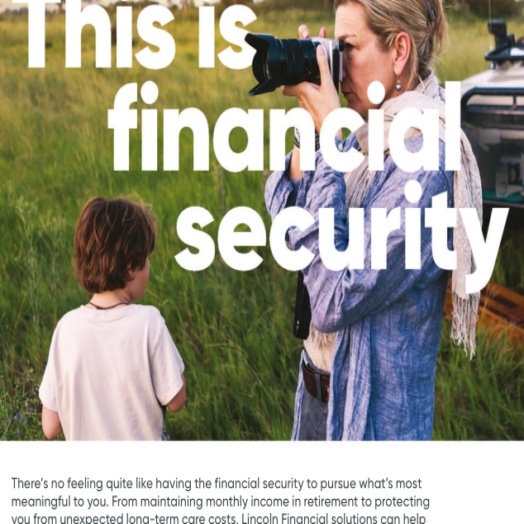 This is
financial
security
There's no feeling quite like having the financial security to pursue what's most
meaningful to you. From maintaining monthly income in retirement to protecting
you from unexpected long-term care costs, Lincoln Financial solutions can help